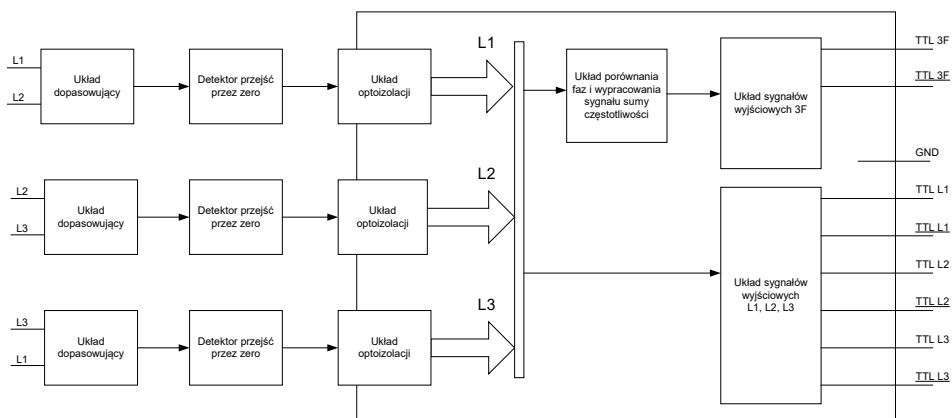 L1
L2
Układ
dopasowujący
Detektor przejść
przez zero
Układ
optoizolacji
L1
Układ porównania
faz i wypracowania
sygnału sumy
częstotliwości
Układ sygnałów
wyjściowych 3F
TTL 3F
TTL 3F
GND
L2
L3
Układ
dopasowujący
Detektor przejść
przez zero
Układ
optoizolacji
L2
L3
L1
Układ
dopasowujący
Detektor przejść
przez zero
Układ
optoizolacji
L3
Układ sygnałów
wyjściowych
L1, L2, L3
TTL L1
TTL L1
TTL L2
TTL L2
TTL L3
TTL L3